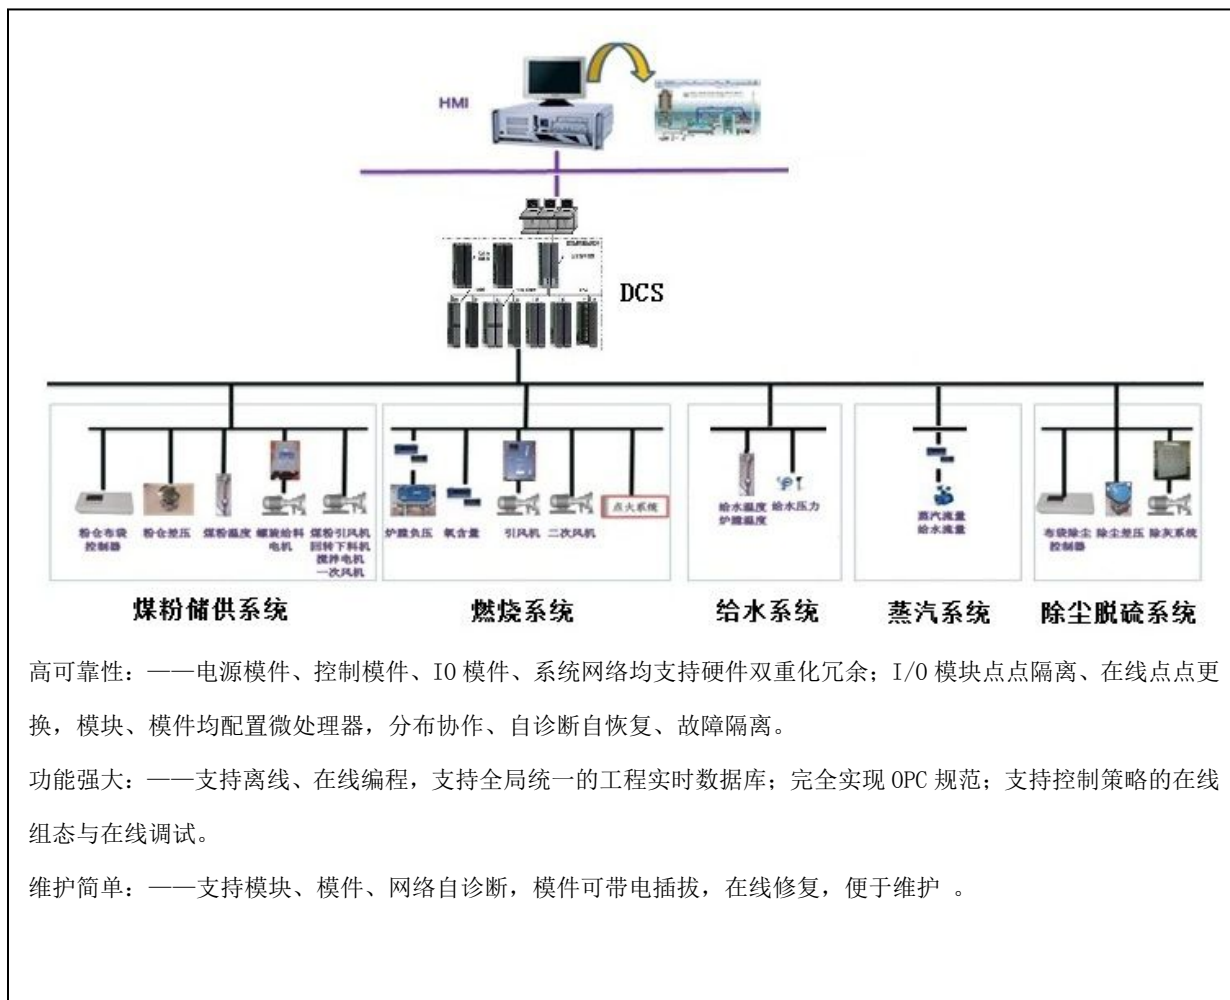 HMI
DCS
粉仓布袋
控制器
粉仓差压
煤粉温度
螺旋给料
电机
煤粉引风机
回转下料机
搅拌电机
一次风机
炉膛负压
氧含量
引风机
二次风机
点火系统
给水温度
炉膛温度
给水压力
蒸汽流量
给水流量
布袋除尘
控制器
除尘差压
除灰系统
煤粉储供系统
燃烧系统
给水系统
蒸汽系统
除尘脱硫系统
高可靠性：——电源模件、控制模件、IO 模件、系统网络均支持硬件双重化冗余；I/O 模块点点隔离、在线点点更
换，模块、模件均配置微处理器，分布协作、自诊断自恢复、故障隔离。
功能强大：——支持离线、在线编程，支持全局统一的工程实时数据库；完全实现 OPC 规范；支持控制策略的在线
组态与在线调试。
维护简单：——支持模块、模件、网络自诊断，模件可带电插拔，在线修复，便于维护 。